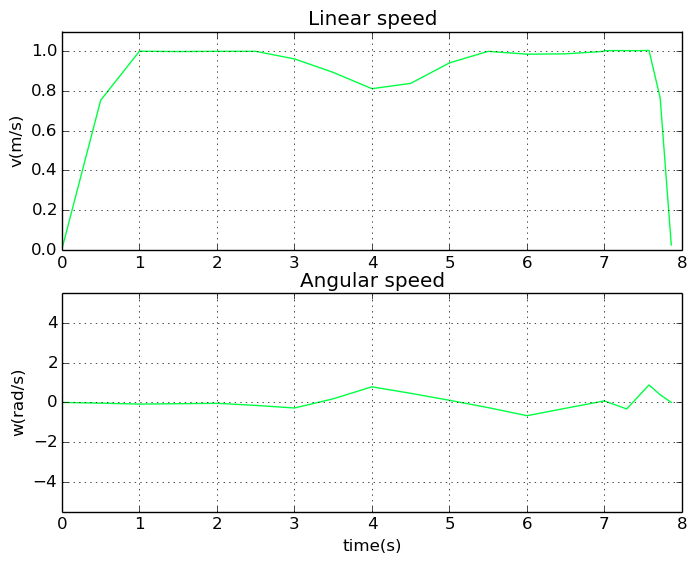 Linear speed
v(m/s)
1.0
0.8
0.6
0.4
0.2
0.0
0 1 2 3 4 5 6 7 8
Angular speed
w(rad/s)
4
2
0
−2
−4
0 1 2 3 4 5 6 7 8
time(s)